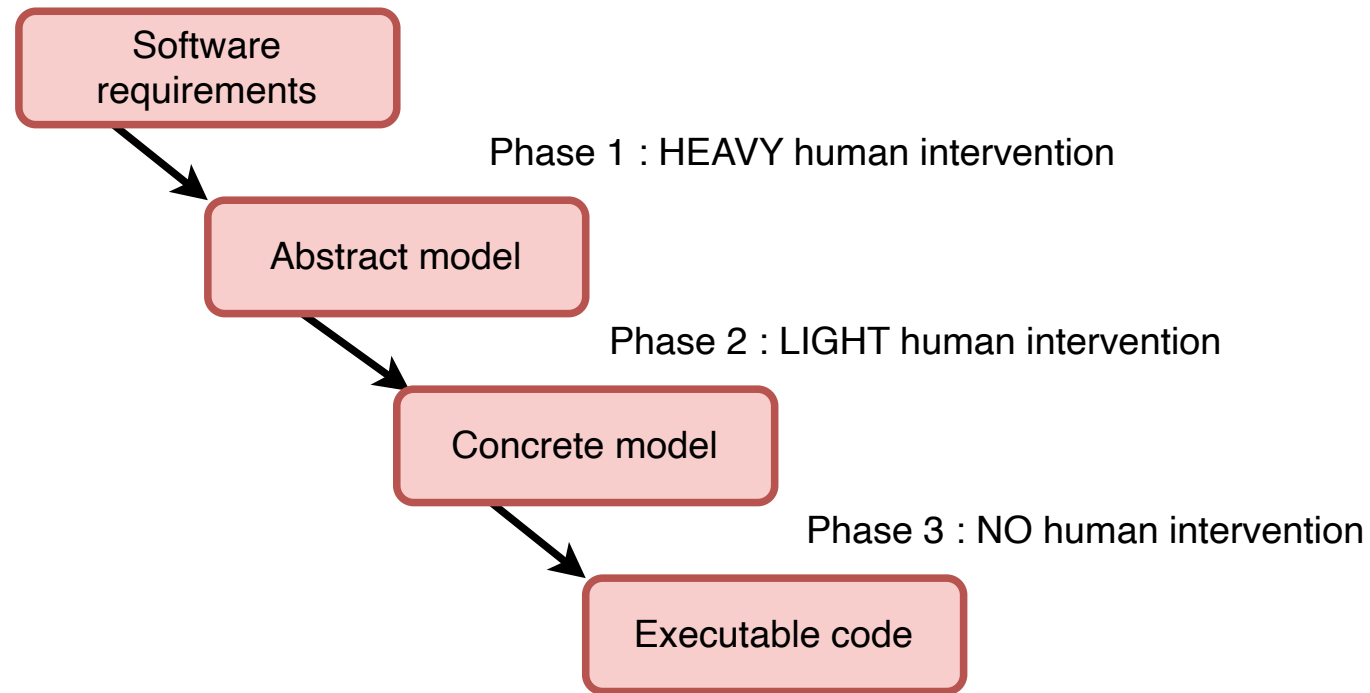 Software
requirements
Phase 1 : HEAVY human intervention
Abstract model
Phase 2 : LIGHT human intervention
Concrete model
Phase 3 : NO human intervention
Executable code